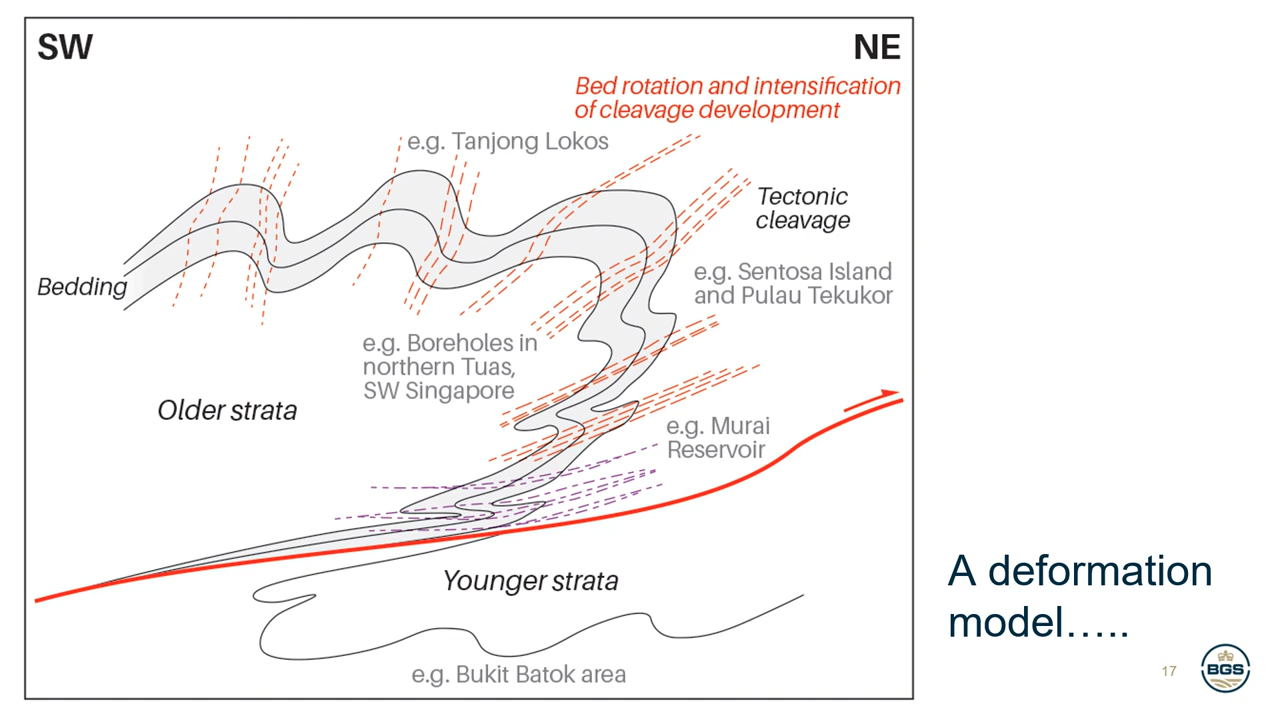 SW
NE
Bed rotation and intensification
of cleavage development
e.g. Tanjong Lokos
Tectonic
cleavage
Bedding
e.g. Sentosa Island
and Pulau Tekukor
e.g. Boreholes in
northern Tuas,
SW Singapore
Older strata
e.g. Murai
Reservoir
Younger strata
e.g. Bukit Batok area
A deformation
model…..
17
BGS